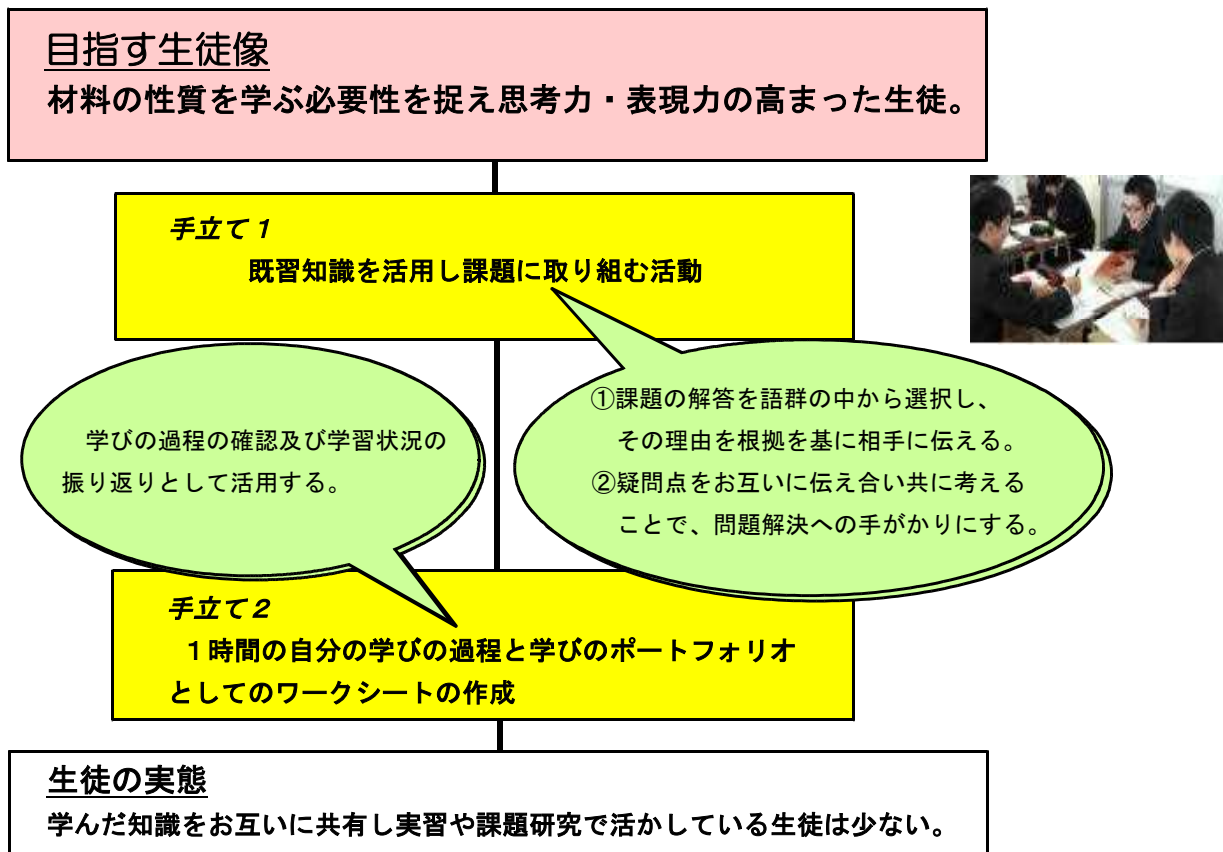 目指す生徒像
材料の性質を学ぶ必要性を捉え思考力・表現力の高まった生徒。
手立て１
既習知識を活用し課題に取り組む活動
①課題の解答を語群の中から選択し、
その理由を根拠を基に相手に伝える。
②疑問点をお互いに伝え合い共に考える
ことで、問題解決への手がかりにする。
学びの過程の確認及び学習状況の
振り返りとして活用する。
手立て２
１時間の自分の学びの過程と学びのポートフォリオ
としてのワークシートの作成
生徒の実態
学んだ知識をお互いに共有し実習や課題研究で活かしている生徒は少ない。